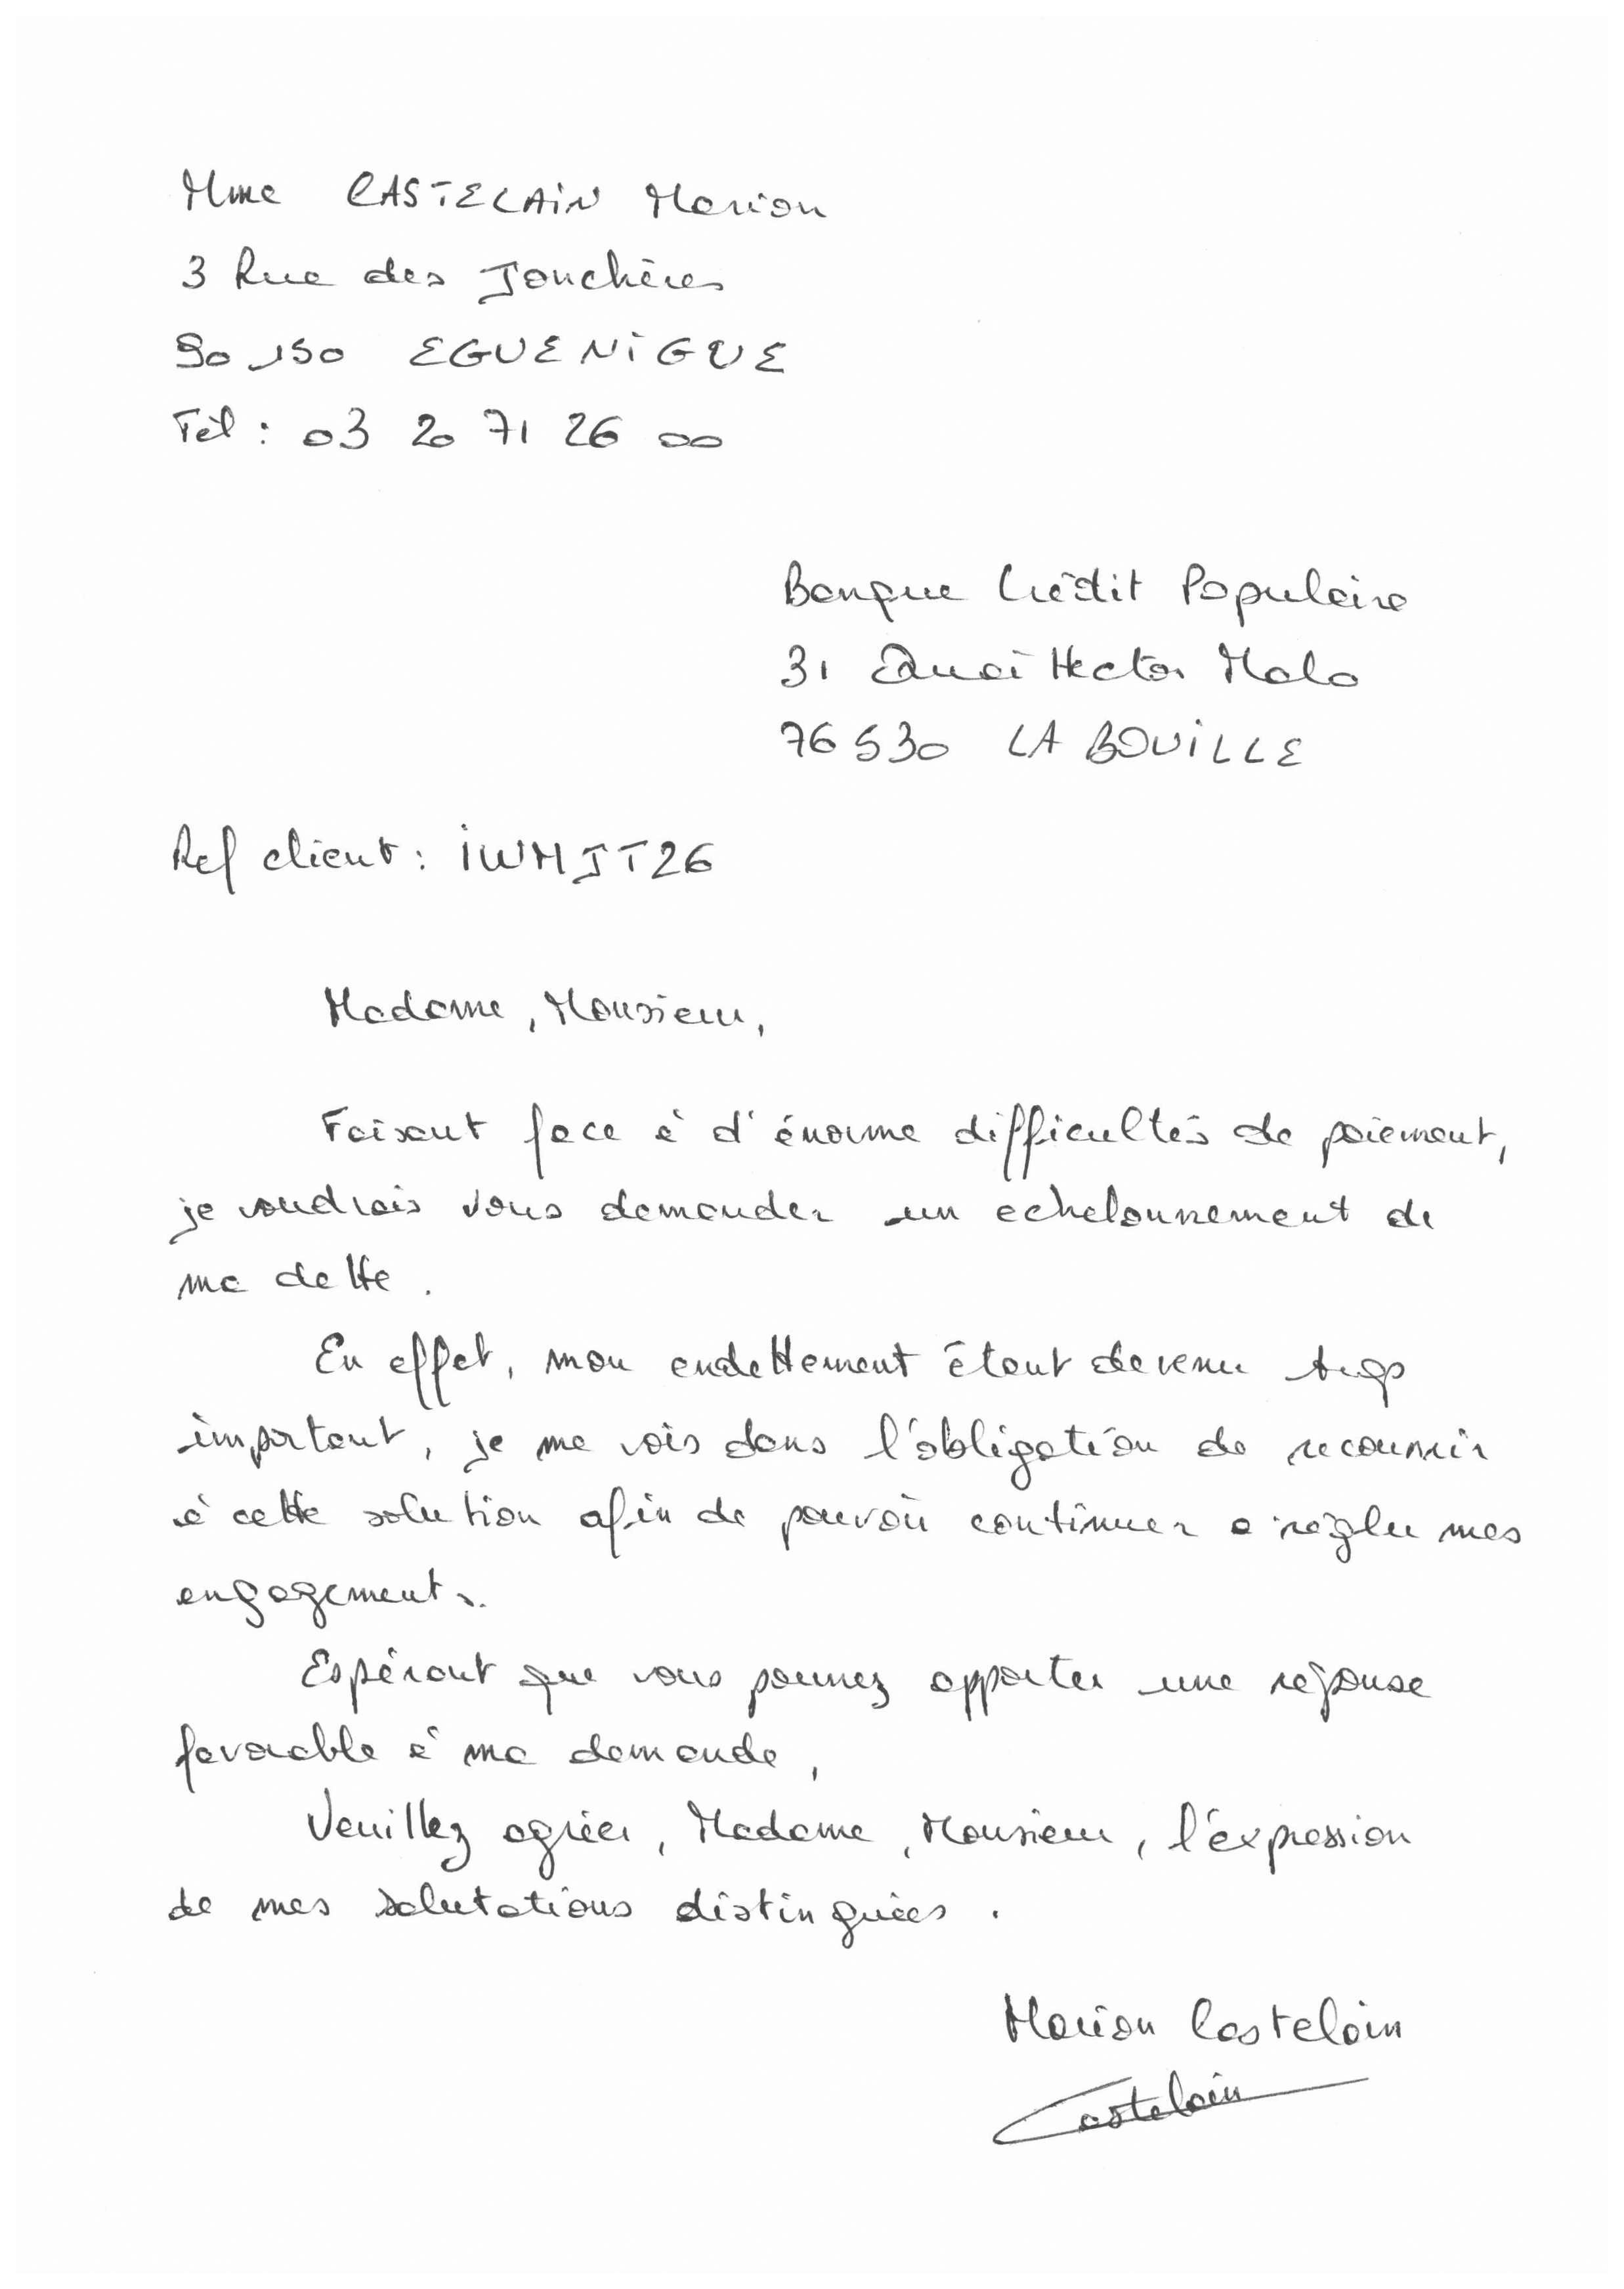 Mme CASTELAIN Marion
3 Rue des Jonchères
90 150 EGUENIGUE
Tèl : 03 20 71 26 00
Banque Crédit Populaire
31 Quai Hector Malo
76 530 LA BOUILLE
Ref client : iWMJT26
Madame, Monsieur,
Faisant face à d'énorme difficultés de paiement,
je voudrais vous demander un echelonnement de
ma dette.
En effet, mon endettement étant devenu trop
important, je me vois dans l'obligation de recourrir
à cette solution afin de pouvoir continuer a régler mes
engagements.
Espérant que vous pourrez apporter une réponse
favorable à ma demande,
Veuillez agréer, Madame, Monsieur, l'expression
de mes salutations distinguées.
Marion Castelain
Castelain